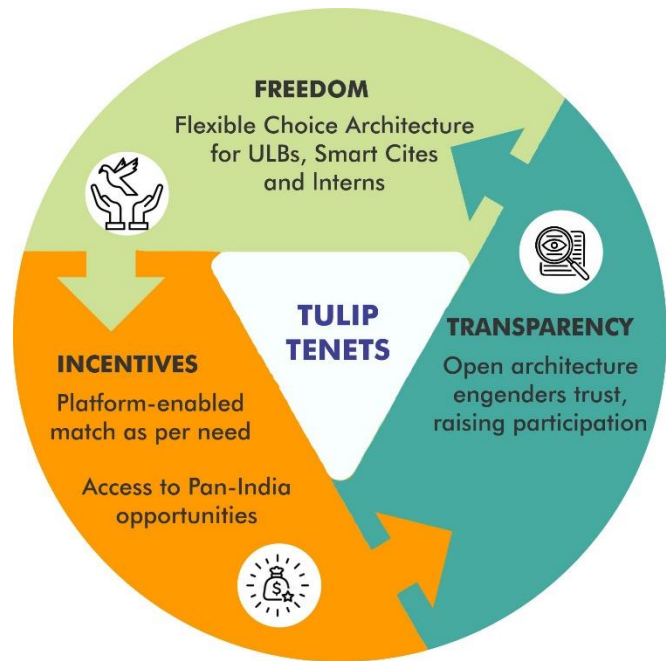 FREEDOM
Flexible Choice Architecture
for ULBs, Smart Cites
and Interns
TULIP
TENETS
TRANSPARENCY
Open architecture
engenders trust,
raising participation
INCENTIVES
Platform-enabled
match as per need
Access to Pan-India
opportunities
$